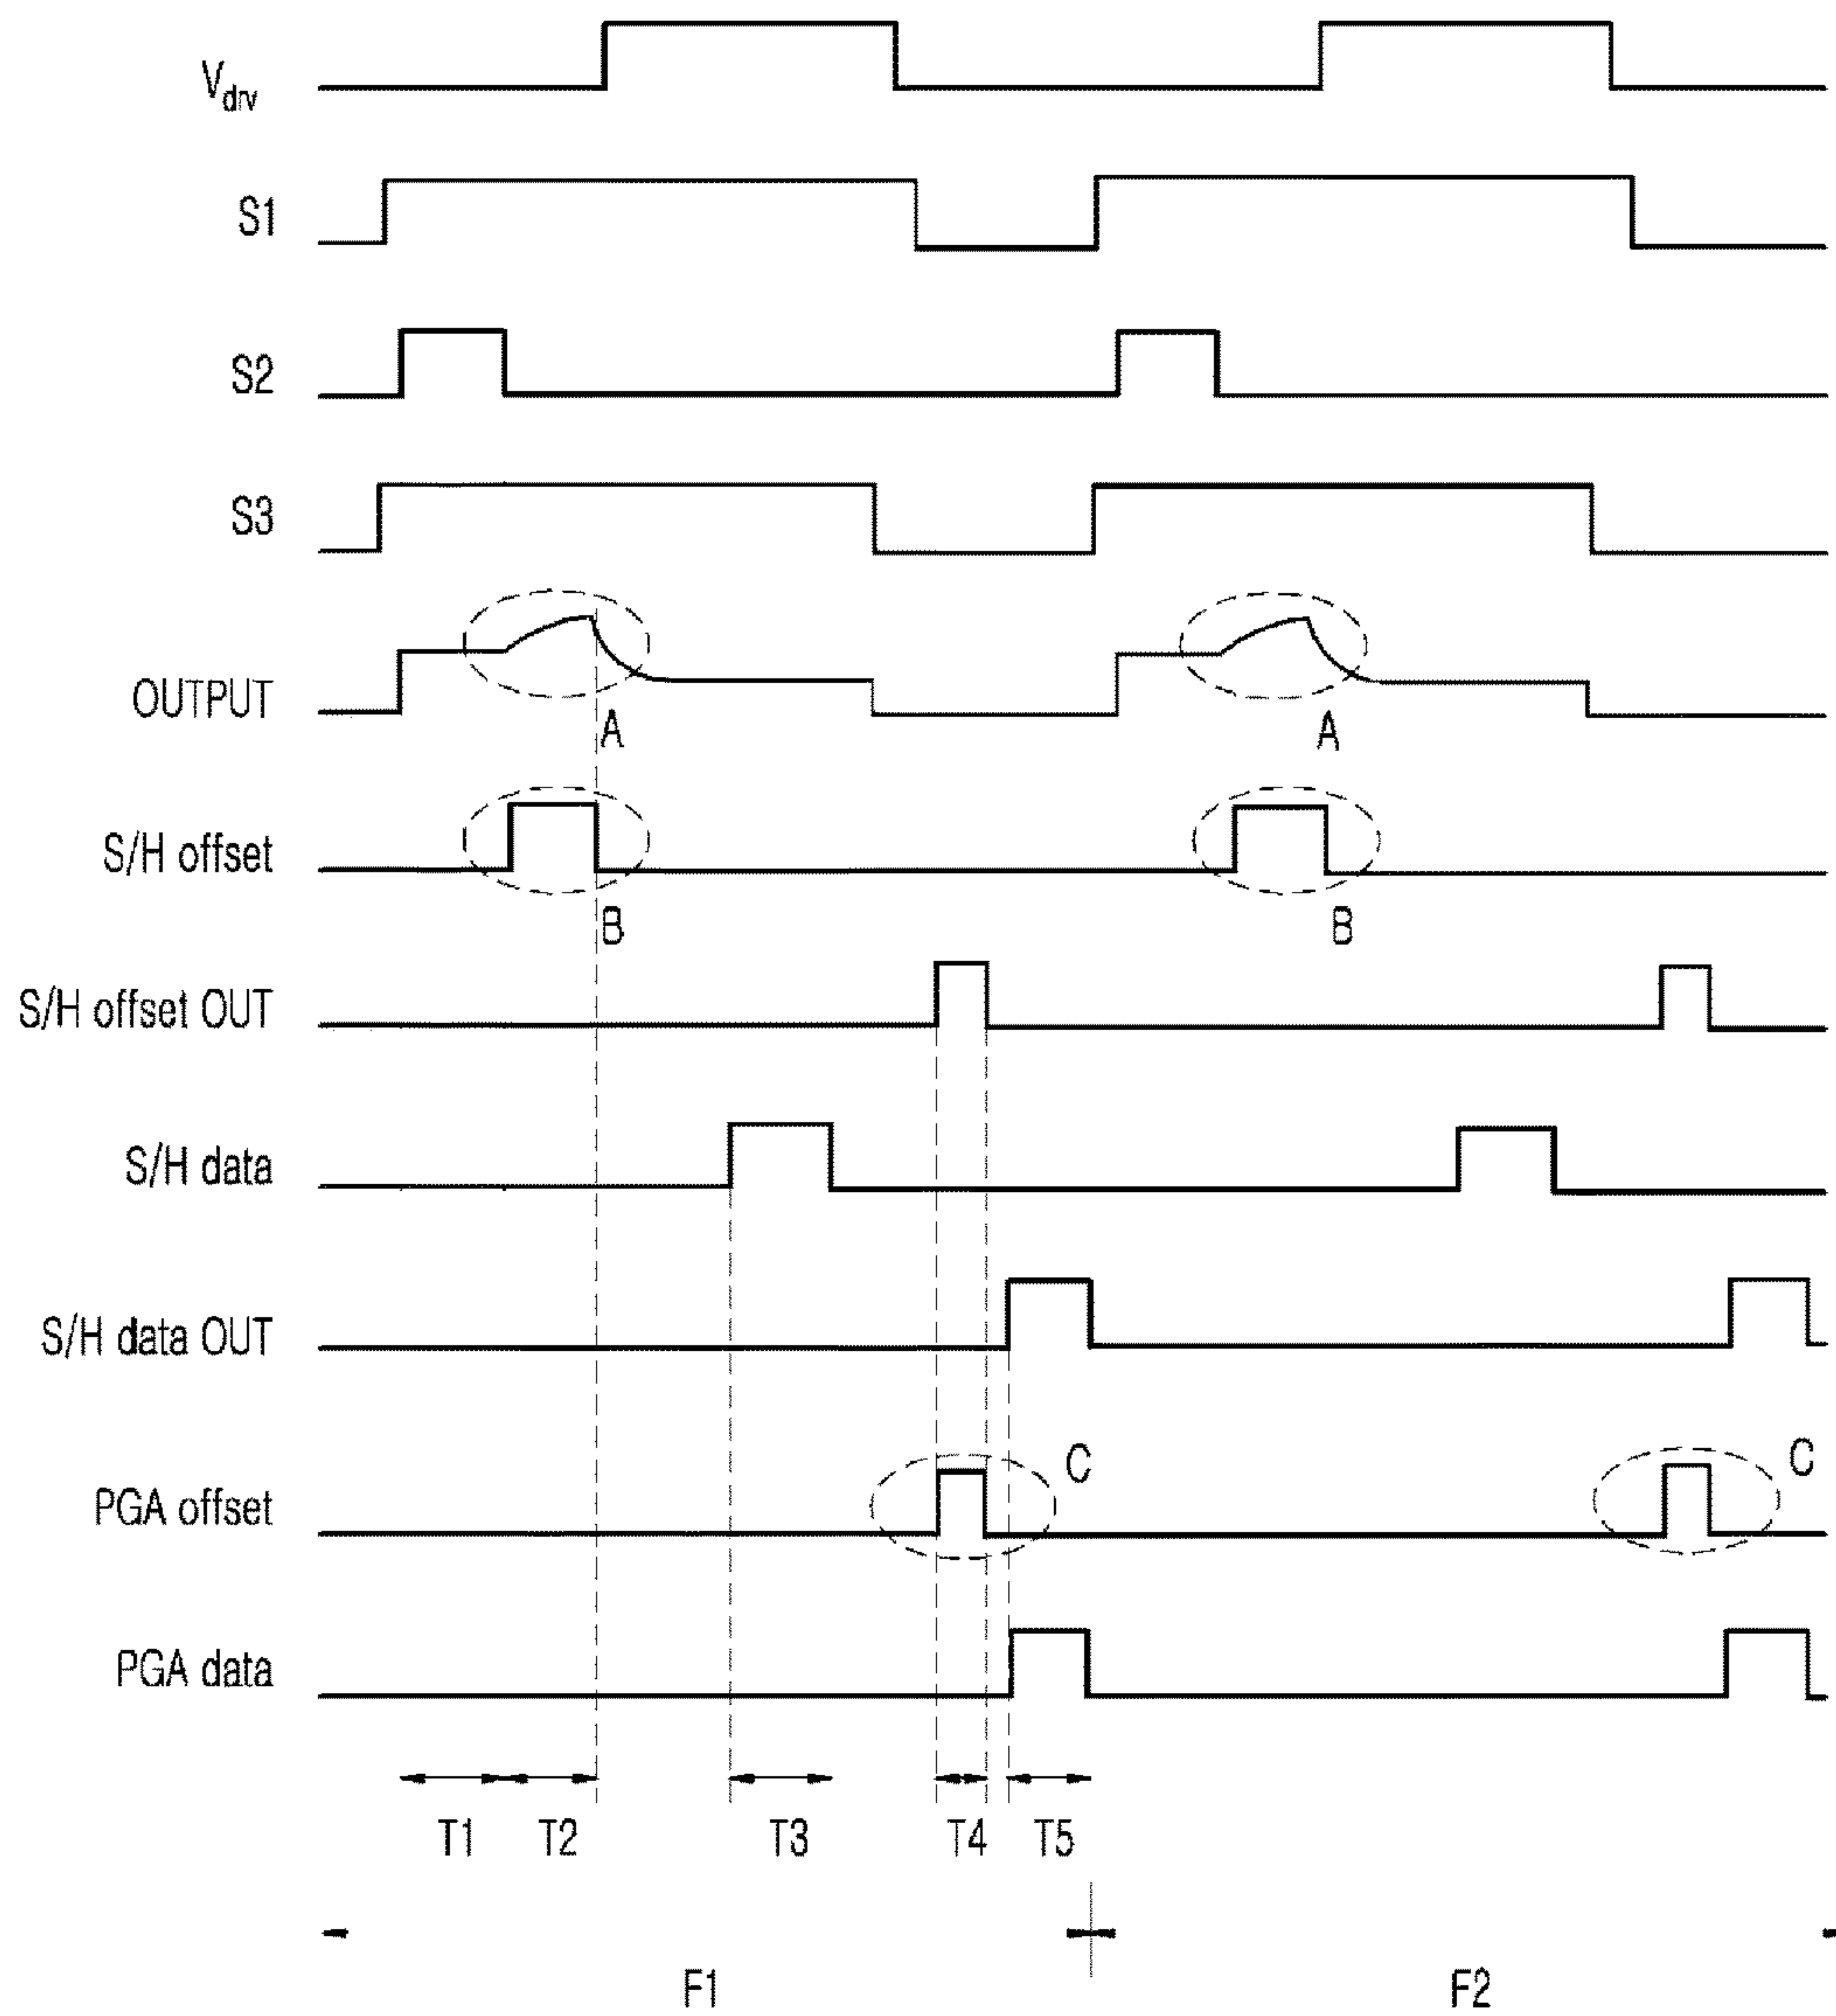 Vdrv
S1
S2
S3
OUTPUT
A A
S/H offset
B B
S/H offset OUT
S/H data
S/H data OUT
C C
PGA offset
PGA data
T1 T2 T3 T4 T5
F1 F2